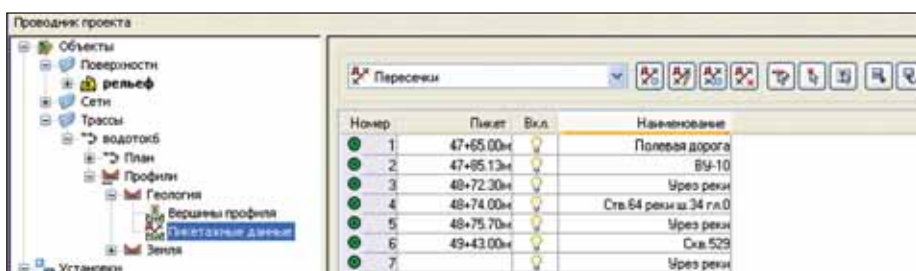 Проводник проекта
Объекты
Поверхности
рельеф
Сети
Трассы
водоток6
План
Профили
Геология
Вершины профиля
Пикетажные данные
Земля
Установки
Пересечки
Номер Пикет Вкл. Наименование
1 47+65.00м Полевая дорога
2 47+85.13м ВУ-10
3 48+72.30м Урез реки
4 48+74.00м Ств.64 реки ш.34 гл.0
5 48+75.70м Урез реки
6 49+43.00м Скв.529
7 Урез реки